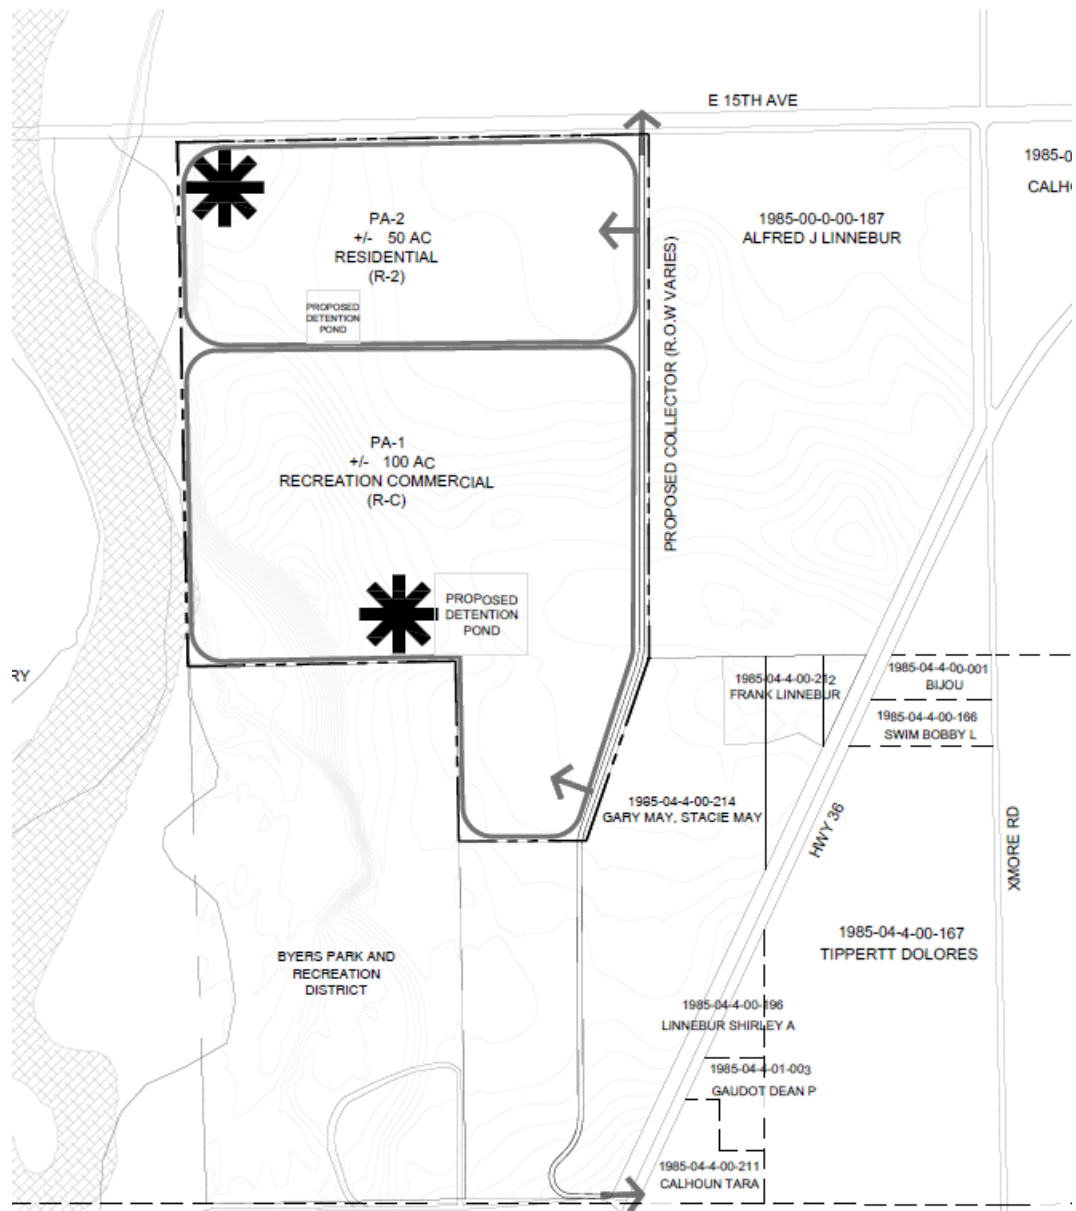 E 15TH AVE
1985-0
CALH
PA-2
+/- 50 AC
RESIDENTIAL
(R-2)
1985-00-0-00-187
ALFRED J LINNEBUR
PROPOSED
DETENTION
POND
PROPOSED COLLECTOR (R.O.W VARIES)
PA-1
+/- 100 AC
RECREATION COMMERCIAL
(R-C)
PROPOSED
DETENTION
POND
RY
1985-04-4-00-212
FRANK LINNEBUR
1985-04-4-00-001
BIJOU
1985-04-4-00-166
SWIM BOBBY L
1985-04-4-00-214
GARY MAY, STACIE MAY
HWY 36
XMORE RD
1985-04-4-00-167
TIPPERTT DOLORES
BYERS PARK AND
RECREATION
DISTRICT
1985-04-4-00-196
LINNEBUR SHIRLEY A
1985-04-4-01-003
GAUDOT DEAN P
1985-04-4-00-211
CALHOUN TARA